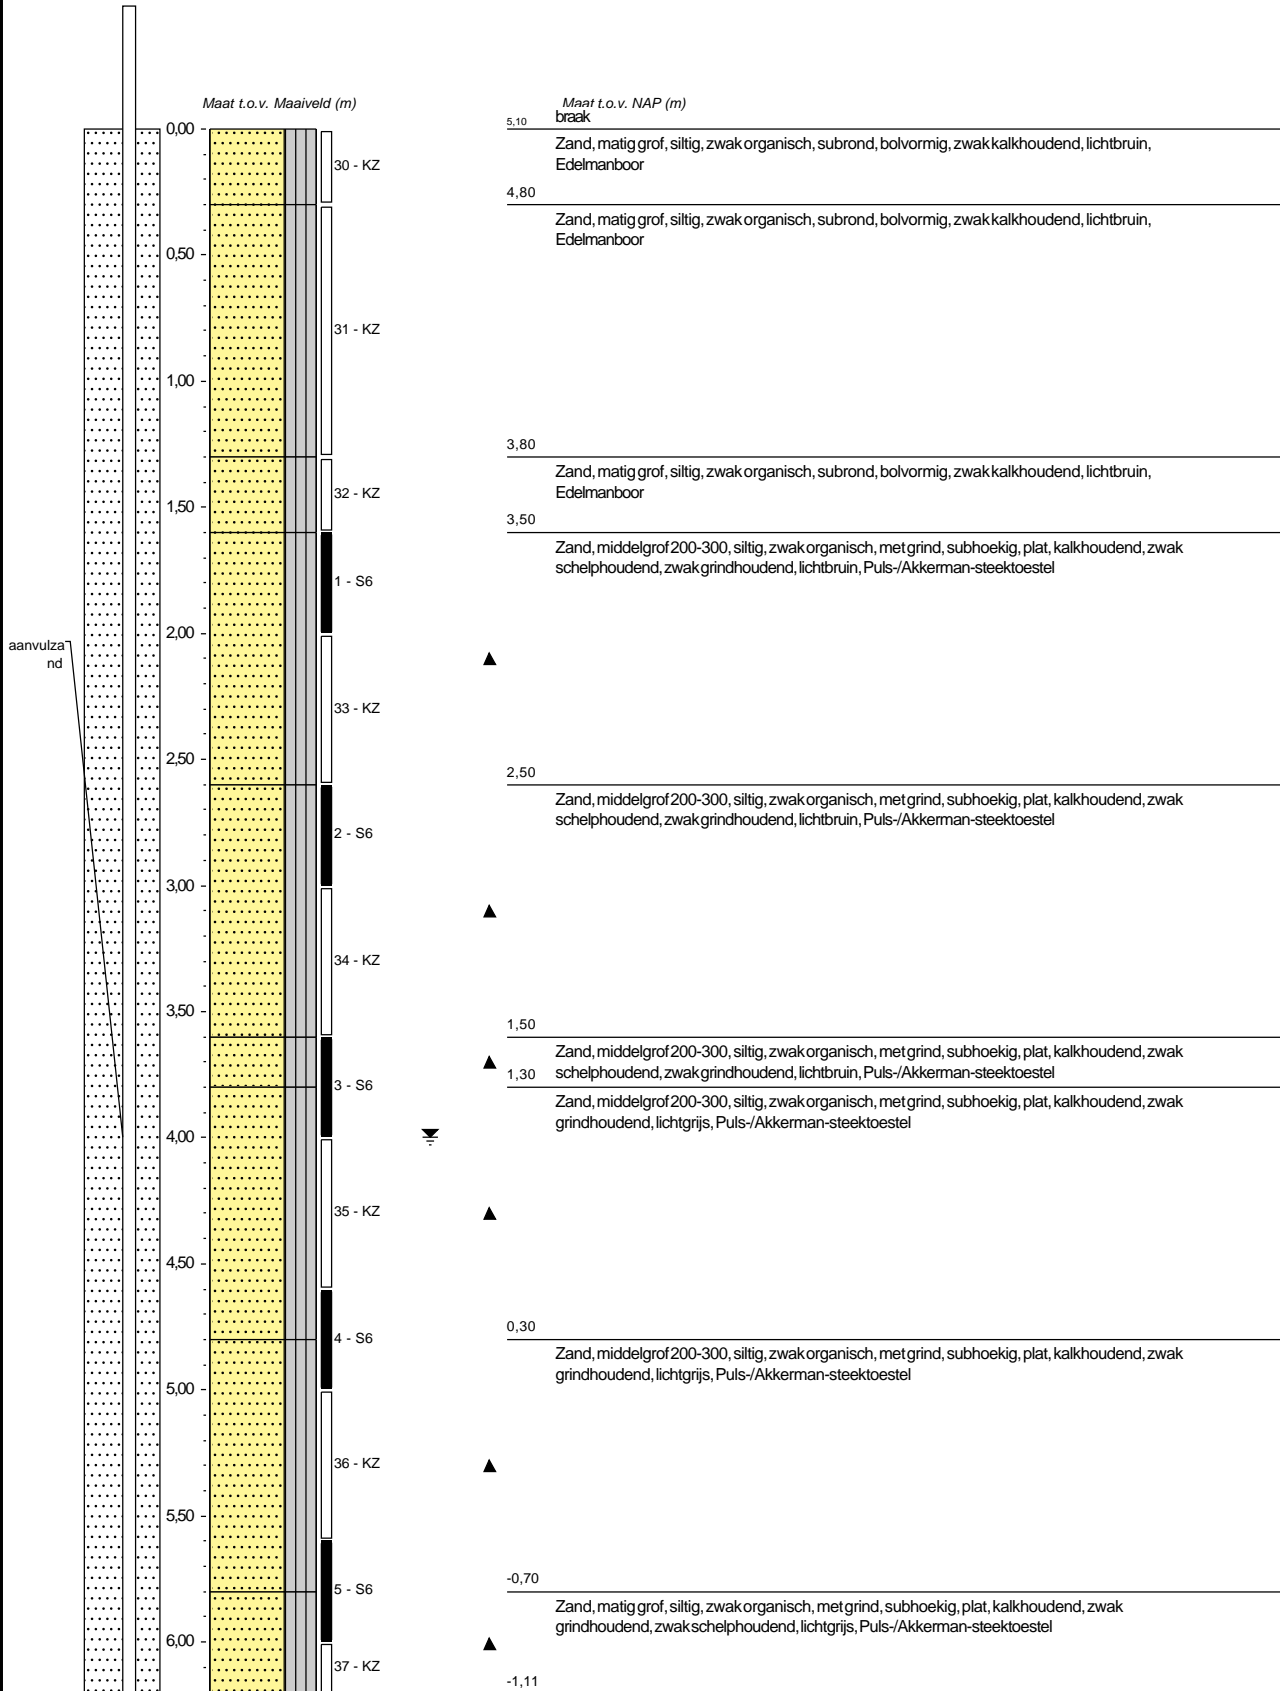 Maat t.o.v. Maaiveld (m)
Maat t.o.v. NAP (m)
braak
5,10
0,00
Zand, matig grof, siltig, zwak organisch, subrond, bolvormig, zwak kalkhoudend, lichtbruin,
Edelmanboor
30 - KZ
4,80
Zand, matig grof, siltig, zwak organisch, subrond, bolvormig, zwak kalkhoudend, lichtbruin,
Edelmanboor
0,50
31 - KZ
1,00
3,80
Zand, matig grof, siltig, zwak organisch, subrond, bolvormig, zwak kalkhoudend, lichtbruin,
Edelmanboor
32 - KZ
1,50
3,50
Zand, middelgrof 200-300, siltig, zwak organisch, met grind, subhoekig, plat, kalkhoudend, zwak
schelphoudend, zwak grindhoudend, lichtbruin, Puls-/Akkerman-steektoestel
1 - S6
2,00
aanvulza
nd
33 - KZ
2,50
2,50
Zand, middelgrof 200-300, siltig, zwak organisch, met grind, subhoekig, plat, kalkhoudend, zwak
schelphoudend, zwak grindhoudend, lichtbruin, Puls-/Akkerman-steektoestel
2 - S6
3,00
34 - KZ
3,50
1,50
Zand, middelgrof 200-300, siltig, zwak organisch, met grind, subhoekig, plat, kalkhoudend, zwak
schelphoudend, zwak grindhoudend, lichtbruin, Puls-/Akkerman-steektoestel
1,30
3 - S6
Zand, middelgrof 200-300, siltig, zwak organisch, met grind, subhoekig, plat, kalkhoudend, zwak
grindhoudend, lichtgrijs, Puls-/Akkerman-steektoestel
4,00
35 - KZ
4,50
0,30
4 - S6
Zand, middelgrof 200-300, siltig, zwak organisch, met grind, subhoekig, plat, kalkhoudend, zwak
grindhoudend, lichtgrijs, Puls-/Akkerman-steektoestel
5,00
36 - KZ
5,50
-0,70
5 - S6
Zand, matig grof, siltig, zwak organisch, met grind, subhoekig, plat, kalkhoudend, zwak
grindhoudend, zwak schelphoudend, lichtgrijs, Puls-/Akkerman-steektoestel
6,00
37 - KZ
-1,11